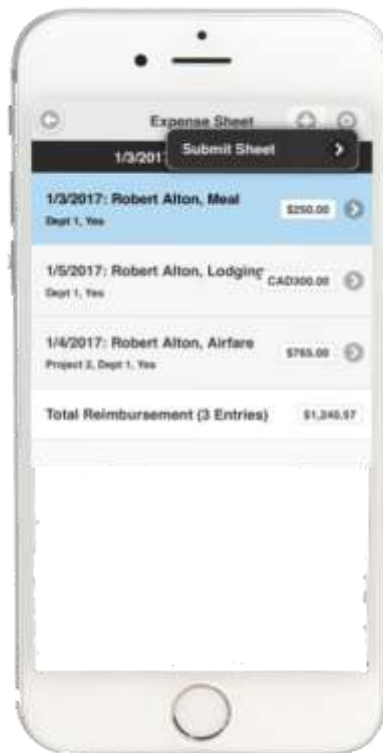 Expense Sheet
Submit Sheet
1/3/201
1/3/2017: Robert Alton, Meal
$250.00
Dept 1, Yes
1/5/2017: Robert Alton, Lodging
CAD300.00
Dept 1, Yes
1/4/2017: Robert Alton, Airfare
$765.00
Project 2, Dept 1, Yes
Total Reimbursement (3 Entries)
$1,240.57